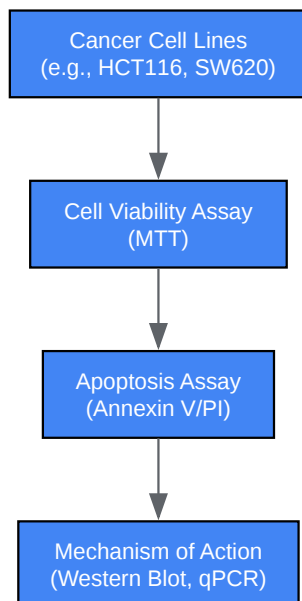 Cancer Cell Lines
(e.g., HCT116, SW620)
Cell Viability Assay
(MTT)
Apoptosis Assay
(Annexin V/PI)
Mechanism of Action
(Western Blot, qPCR)